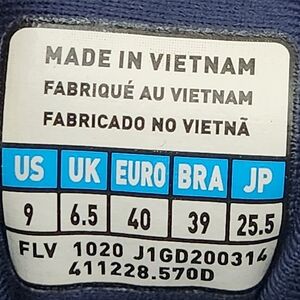 MADE IN VIETNAM
FABRIQUÉ AU VIETNAM
FABRICADO NO VIETNÃ
US UK EURO BRA JP
9 6.5 40 39 25.5
FLV 1020 J1GD200314
411228.570D